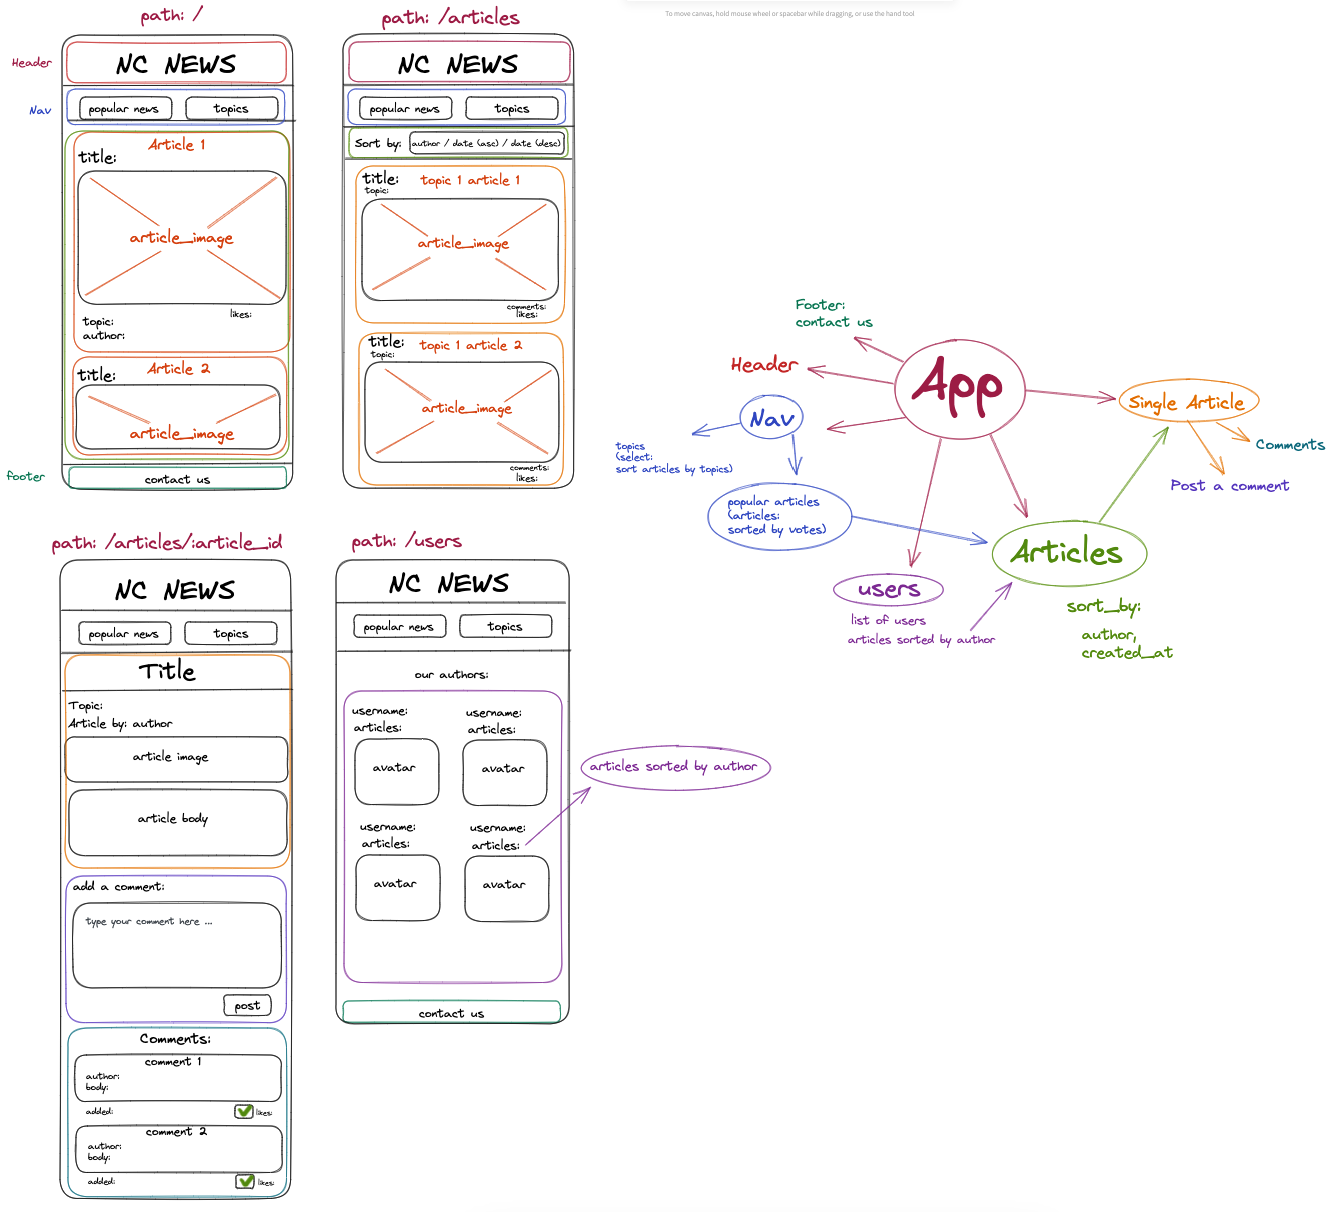 To move canvas, hold mouse wheel or spacebar while dragging, or use the hand tool
path: /
Header
NC NEWS
Nav
popular news
topics
Article 1
title:
article_image
likes:
topic:
author:
Article 2
title:
article_image
footer
contact us
path: /articles
NC NEWS
popular news
topics
Sort by:
author / date (asc) / date (desc)
title:
topic 1 article 1
topic:
article_image
comments:
likes:
title:
topic 1 article 2
topic:
article_image
comments:
likes:
path: /articles/:article_id
NC NEWS
popular news
topics
Title
Topic:
Article by: author
article image
article body
add a comment:
type your comment here ...
post
Comments:
comment 1
author:
body:
added:
likes:
comment 2
author:
body:
added:
likes:
path: /users
NC NEWS
popular news
topics
our authors:
username:
articles:
avatar
username:
articles:
avatar
username:
articles:
avatar
username:
articles:
avatar
contact us
articles sorted by author
Footer:
contact us
Header
App
Nav
topics
(select:
sort articles by topics)
popular articles
(articles:
sorted by votes)
users
list of users
articles sorted by author
Articles
sort_by:
author,
created_at
Single Article
Comments
Post a comment